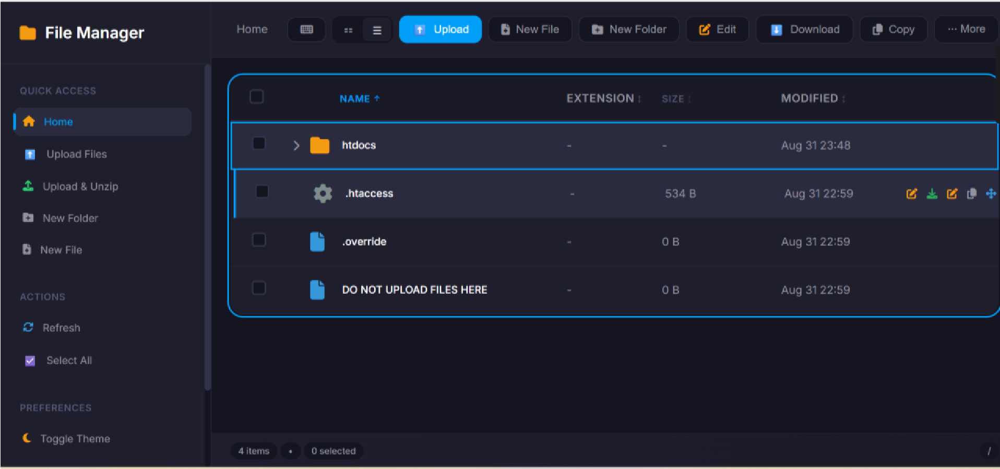 File Manager
Home
Upload
New File
New Folder
Edit
Download
Copy
··· More
QUICK ACCESS
Home
Upload Files
Upload & Unzip
New Folder
New File
ACTIONS
Refresh
Select All
PREFERENCES
Toggle Theme
NAME ↑ EXTENSION ↕ SIZE ↕ MODIFIED ↕
htdocs - - Aug 31 23:48
.htaccess - 534 B Aug 31 22:59
.override - 0 B Aug 31 22:59
DO NOT UPLOAD FILES HERE - 0 B Aug 31 22:59
4 items • 0 selected /